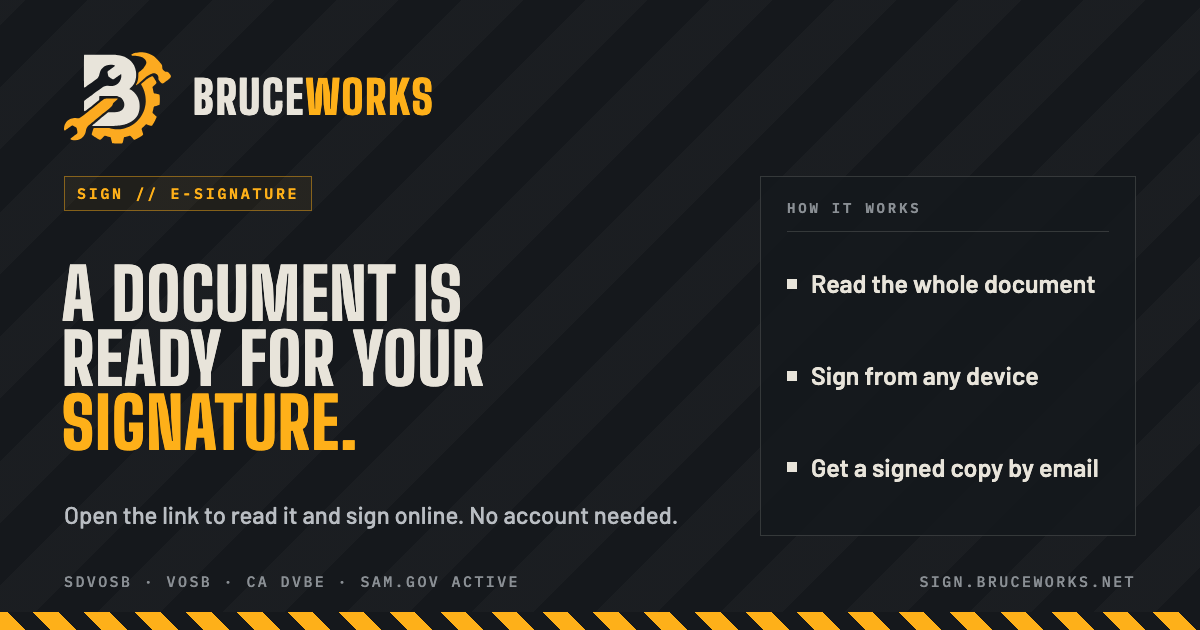 BRUCEWORKS
SIGN // E-SIGNATURE
A DOCUMENT IS
READY FOR YOUR
SIGNATURE.
Open the link to read it and sign online. No account needed.
HOW IT WORKS
Read the whole document
Sign from any device
Get a signed copy by email
SDVOSB · VOSB · CA DVBE · SAM.GOV ACTIVE
SIGN.BRUCEWORKS.NET